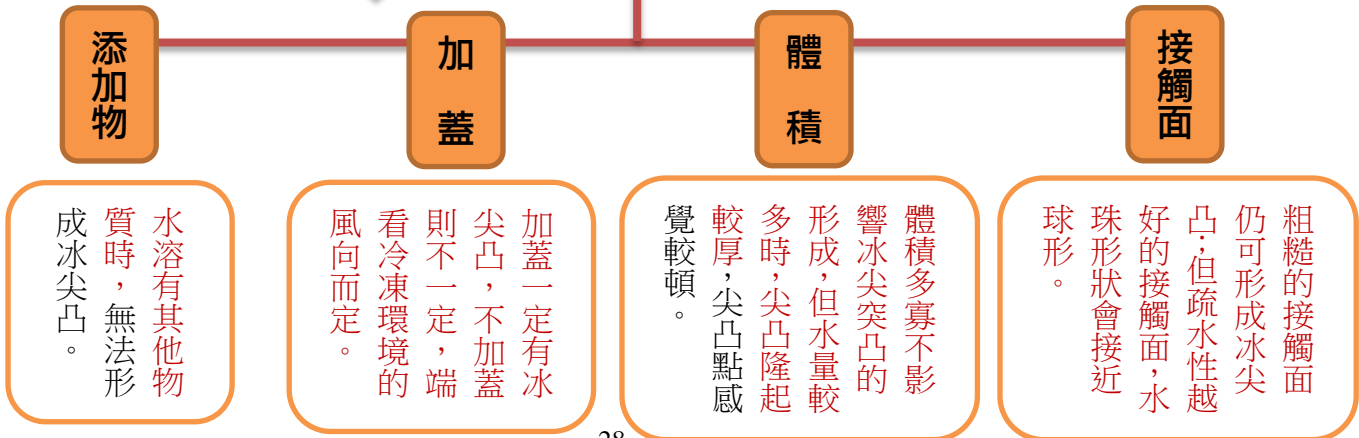 接觸面
粗糙的接觸面
仍可形成冰尖
凸；但疏水性越
好的接觸面，水
珠形狀會接近
球形。
體積
體積多寡不影
響冰尖突凸的
形成，但水量較
多時，尖凸隆起
較厚，尖凸點感
覺較頓。
加蓋
加蓋一定有冰
尖凸，不加蓋
則不一定，端
看冷凍環境的
風向而定。
添加物
水溶有其他物
質時，無法形
成冰尖凸。
28